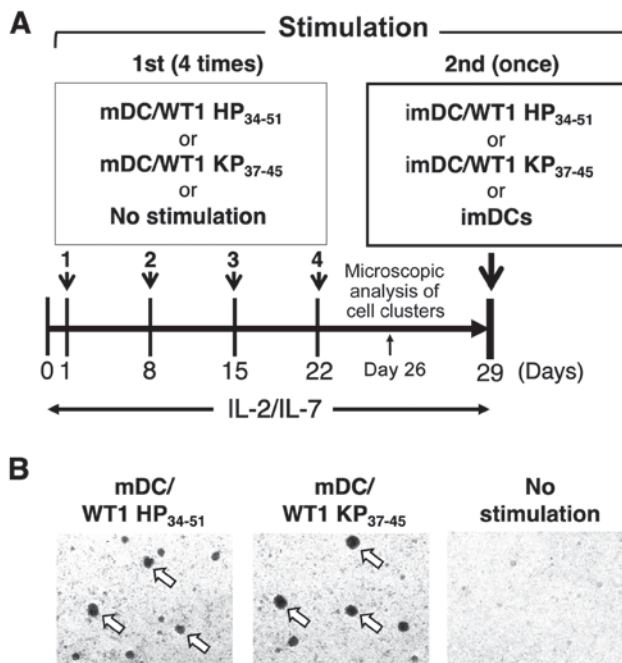 A
Stimulation
1st (4 times)
mDC/WT1 HP34-51
or
mDC/WT1 KP37-45
or
No stimulation
2nd (once)
imDC/WT1 HP34-51
or
imDC/WT1 KP37-45
or
imDCs
1 2 3 4
Microscopic
analysis of
cell clusters
0 1 8 15 22 Day 26 29 (Days)
IL-2/IL-7
B
mDC/
WT1 HP34-51
mDC/
WT1 KP37-45
No
stimulation